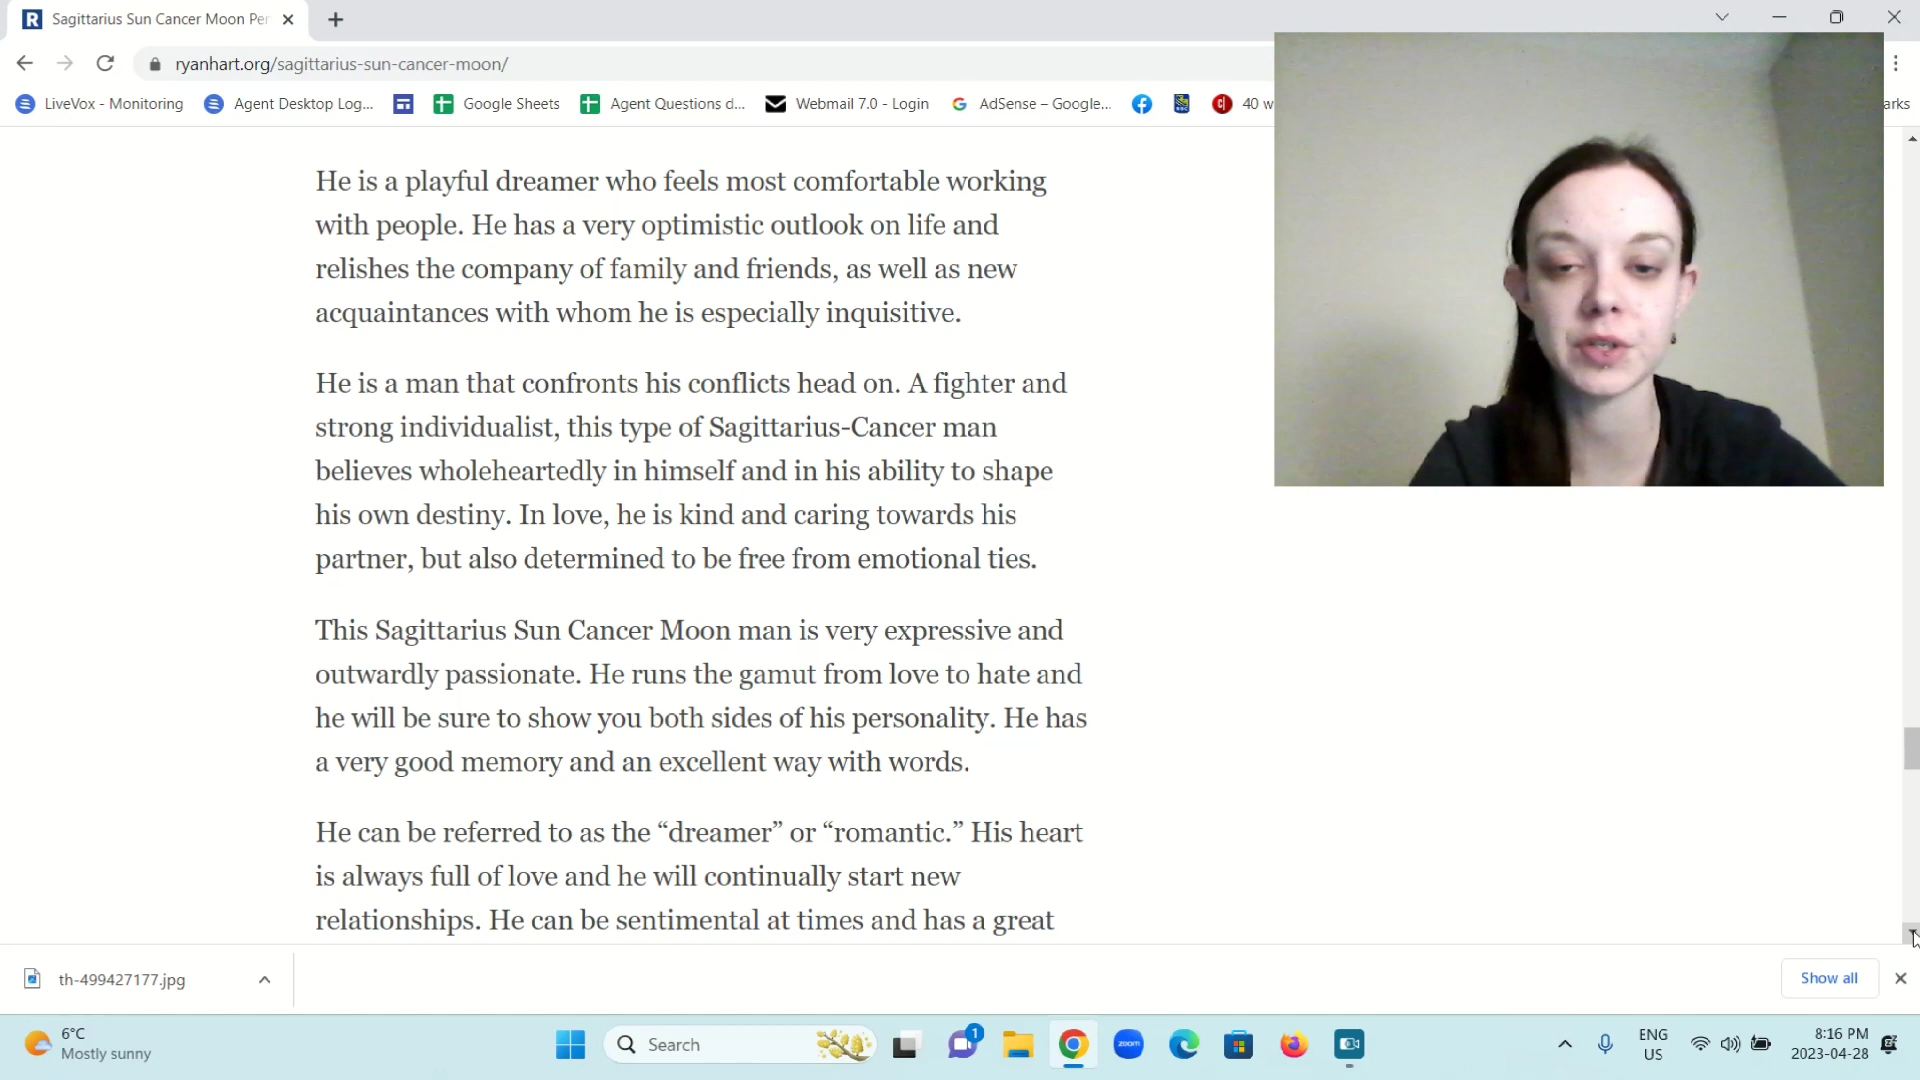 Sagittarius Sun Cancer Moon Per
ryanhart.org/sagittarius-sun-cancer-moon/
LiveVox - Monitoring
Agent Desktop Log...
Google Sheets
Agent Questions d...
Webmail 7.0 - Login
AdSense – Google...
40 w
arks
He is a playful dreamer who feels most comfortable working
with people. He has a very optimistic outlook on life and
relishes the company of family and friends, as well as new
acquaintances with whom he is especially inquisitive.
He is a man that confronts his conflicts head on. A fighter and
strong individualist, this type of Sagittarius-Cancer man
believes wholeheartedly in himself and in his ability to shape
his own destiny. In love, he is kind and caring towards his
partner, but also determined to be free from emotional ties.
This Sagittarius Sun Cancer Moon man is very expressive and
outwardly passionate. He runs the gamut from love to hate and
he will be sure to show you both sides of his personality. He has
a very good memory and an excellent way with words.
He can be referred to as the “dreamer” or “romantic.” His heart
is always full of love and he will continually start new
relationships. He can be sentimental at times and has a great
th-499427177.jpg
Show all
6°C
Mostly sunny
Search
1
zoom
ENG
US
8:16 PM
2023-04-28